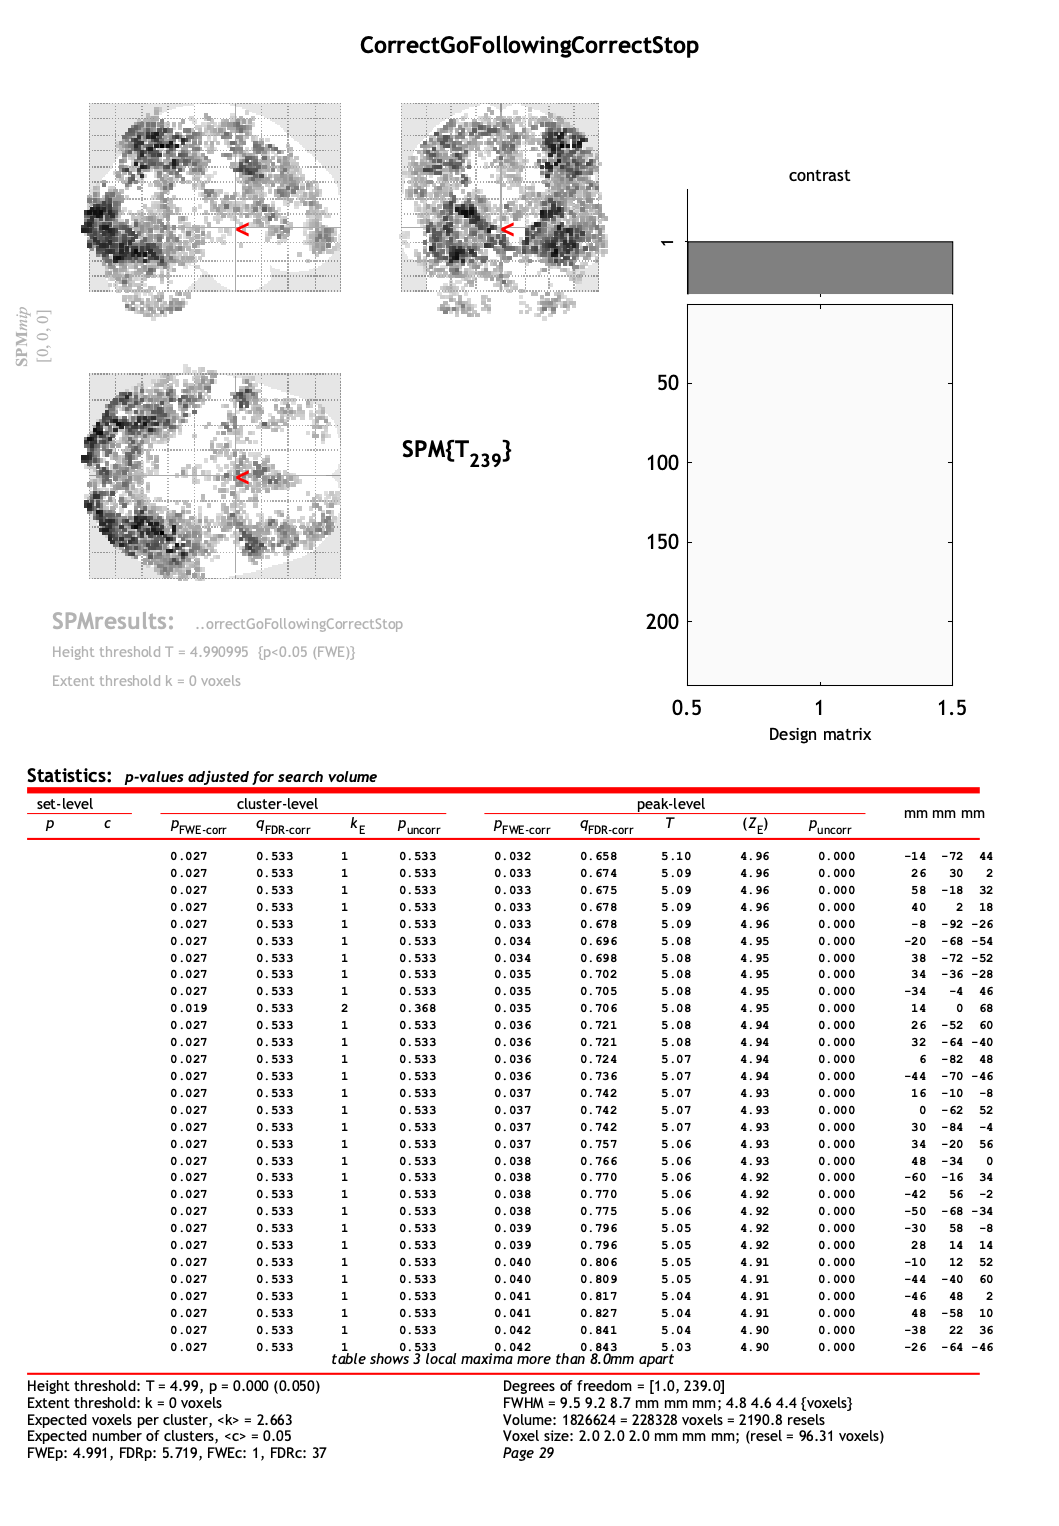 CorrectGoFollowingCorrectStop
SPMmip
[0, 0, 0]
<
<
<
SPM{T239}
contrast
1
50
100
150
200
0.5 1 1.5
Design matrix
SPMresults: ..orrectGoFollowingCorrectStop
Height threshold T = 4.990995 {p<0.05 (FWE)}
Extent threshold k = 0 voxels
Statistics: p-values adjusted for search volume
set-level cluster-level peak-level mm mm mm
p c pFWE-corr qFDR-corr kE puncorr pFWE-corr qFDR-corr T (ZE) puncorr
0.027 0.533 1 0.533 0.032 0.658 5.10 4.96 0.000 -14 -72 44
0.027 0.533 1 0.533 0.033 0.674 5.09 4.96 0.000 26 30 2
0.027 0.533 1 0.533 0.033 0.675 5.09 4.96 0.000 58 -18 32
0.027 0.533 1 0.533 0.033 0.678 5.09 4.96 0.000 40 2 18
0.027 0.533 1 0.533 0.033 0.678 5.09 4.96 0.000 -8 -92 -26
0.027 0.533 1 0.533 0.034 0.696 5.08 4.95 0.000 -20 -68 -54
0.027 0.533 1 0.533 0.034 0.698 5.08 4.95 0.000 38 -72 -52
0.027 0.533 1 0.533 0.035 0.702 5.08 4.95 0.000 34 -36 -28
0.027 0.533 1 0.533 0.035 0.705 5.08 4.95 0.000 -34 -4 46
0.019 0.533 2 0.368 0.035 0.706 5.08 4.95 0.000 14 0 68
0.027 0.533 1 0.533 0.036 0.721 5.08 4.94 0.000 26 -52 60
0.027 0.533 1 0.533 0.036 0.721 5.08 4.94 0.000 32 -64 -40
0.027 0.533 1 0.533 0.036 0.724 5.07 4.94 0.000 6 -82 48
0.027 0.533 1 0.533 0.036 0.736 5.07 4.94 0.000 -44 -70 -46
0.027 0.533 1 0.533 0.037 0.742 5.07 4.93 0.000 16 -10 -8
0.027 0.533 1 0.533 0.037 0.742 5.07 4.93 0.000 0 -62 52
0.027 0.533 1 0.533 0.037 0.742 5.07 4.93 0.000 30 -84 -4
0.027 0.533 1 0.533 0.037 0.757 5.06 4.93 0.000 34 -20 56
0.027 0.533 1 0.533 0.038 0.766 5.06 4.93 0.000 48 -34 0
0.027 0.533 1 0.533 0.038 0.770 5.06 4.92 0.000 -60 -16 34
0.027 0.533 1 0.533 0.038 0.770 5.06 4.92 0.000 -42 56 -2
0.027 0.533 1 0.533 0.038 0.775 5.06 4.92 0.000 -50 -68 -34
0.027 0.533 1 0.533 0.039 0.796 5.05 4.92 0.000 -30 58 -8
0.027 0.533 1 0.533 0.039 0.796 5.05 4.92 0.000 28 14 14
0.027 0.533 1 0.533 0.040 0.806 5.05 4.91 0.000 -10 12 52
0.027 0.533 1 0.533 0.040 0.809 5.05 4.91 0.000 -44 -40 60
0.027 0.533 1 0.533 0.041 0.817 5.04 4.91 0.000 -46 48 2
0.027 0.533 1 0.533 0.041 0.827 5.04 4.91 0.000 48 -58 10
0.027 0.533 1 0.533 0.042 0.841 5.04 4.90 0.000 -38 22 36
0.027 0.533 1 0.533 0.042 0.843 5.03 4.90 0.000 -26 -64 -46
table shows 3 local maxima more than 8.0mm apart
Height threshold: T = 4.99, p = 0.000 (0.050)
Extent threshold: k = 0 voxels
Expected voxels per cluster, <k> = 2.663
Expected number of clusters, <c> = 0.05
FWEp: 4.991, FDRp: 5.719, FWEc: 1, FDRc: 37
Degrees of freedom = [1.0, 239.0]
FWHM = 9.5 9.2 8.7 mm mm mm; 4.8 4.6 4.4 {voxels}
Volume: 1826624 = 228328 voxels = 2190.8 resels
Voxel size: 2.0 2.0 2.0 mm mm mm; (resel = 96.31 voxels)
Page 29